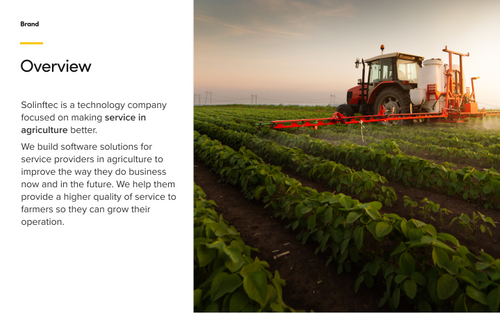 Brand
Overview
Solinftec is a technology company
focused on making service in
agriculture better.
We build software solutions for
service providers in agriculture to
improve the way they do business
now and in the future. We help them
provide a higher quality of service to
farmers so they can grow their
operation.